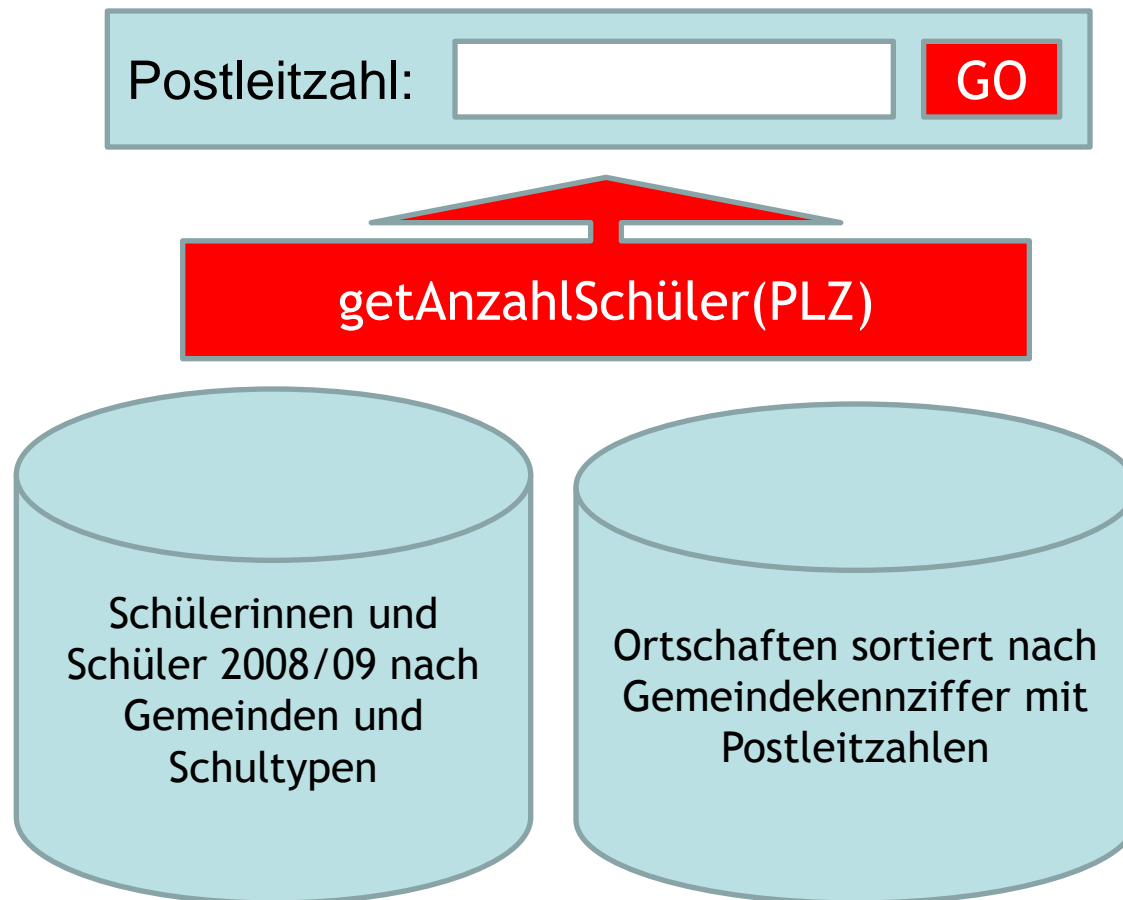 Postleitzahl:
GO
getAnzahlSchüler(PLZ)
Schülerinnen und
Schüler 2008/09 nach
Gemeinden und
Schultypen
Ortschaften sortiert nach
Gemeindekennziffer mit
Postleitzahlen